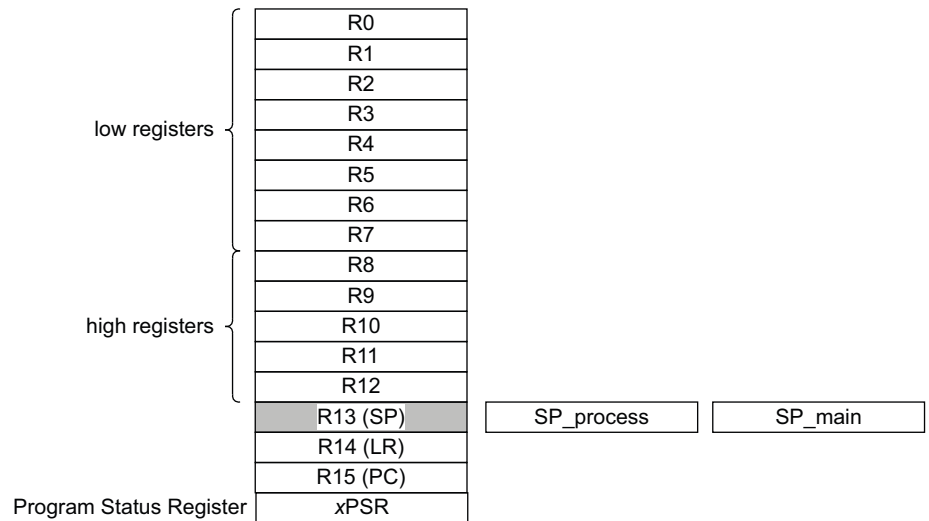 R0
R1
R2
R3
low registers
R4
R5
R6
R7
R8
R9
high registers
R10
R11
R12
R13 (SP) SP_process SP_main
R14 (LR)
R15 (PC)
Program Status Register xPSR